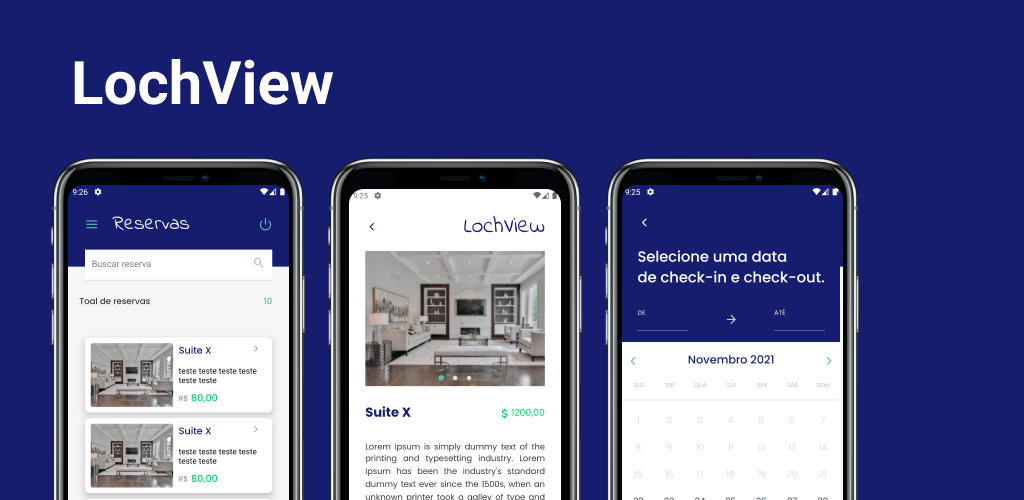 LochView
9:26
Reservas
Buscar reserva
Toal de reservas 10
Suite X
teste teste teste teste
teste teste
R$ 80,00
Suite X
teste teste teste teste
teste teste
R$ 80,00
9:25
LochView
Suite X $ 1200,00
Lorem Ipsum is simply dummy text of the
printing and typesetting industry. Lorem
Ipsum has been the industry's standard
dummy text ever since the 1500s, when an
unknown printer took a galley of type and
9:25
Selecione uma data
de check-in e check-out.
DE ATÉ
Novembro 2021
SEG TER QUA QUI SEX SÁB DOM
1 2 3 4 5 6 7
8 9 10 11 12 13 14
15 16 17 18 19 20 21
22 23 24 25 26 27 28